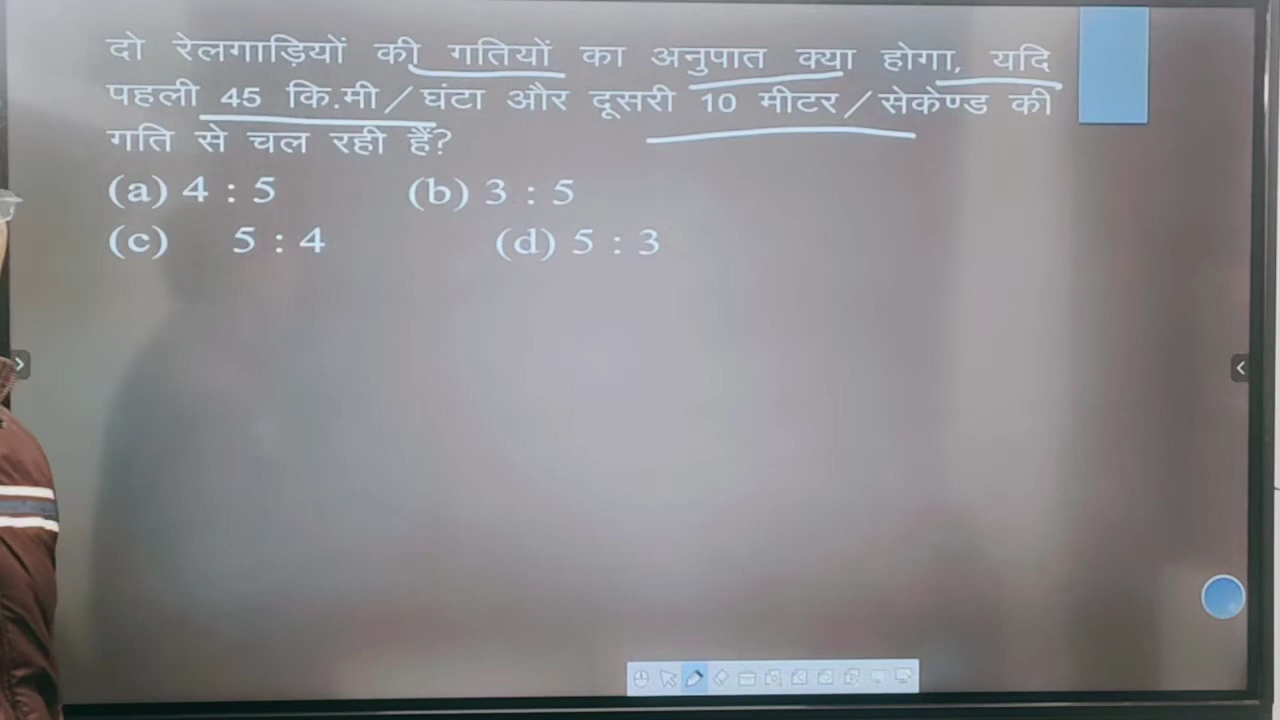 दो रेलगाड़ियों की गतियों का अनुपात क्या होगा, यदि
पहली 45 कि.मी/घंटा और दूसरी 10 मीटर/सेकेण्ड की
गति से चल रही हैं?
(a) 4 : 5 (b) 3 : 5
(c) 5 : 4 (d) 5 : 3